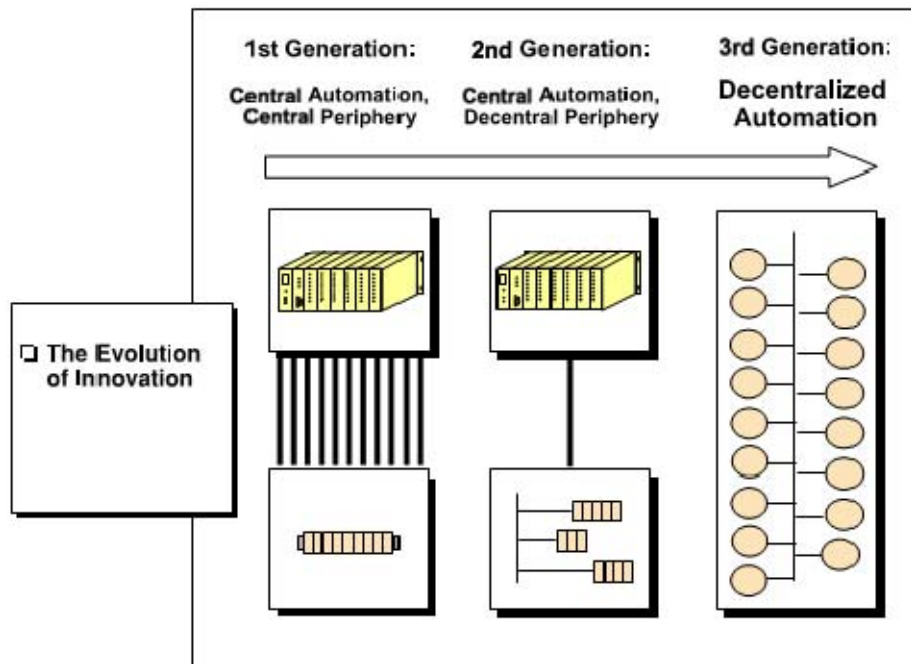 1st Generation:
Central Automation,
Central Periphery
2nd Generation:
Central Automation,
Decentral Periphery
3rd Generation:
Decentralized
Automation
The Evolution
of Innovation